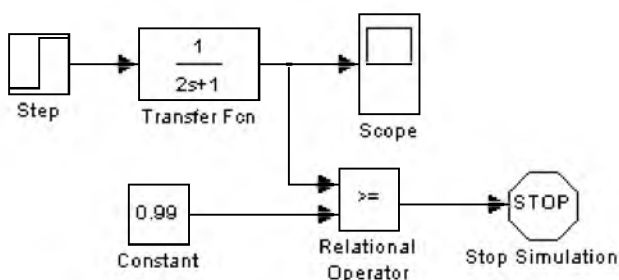 1
2s+1
Step
Transfer Fcn
Scope
0.99
>=
STOP
Constant
Relational
Operator
Stop Simulation